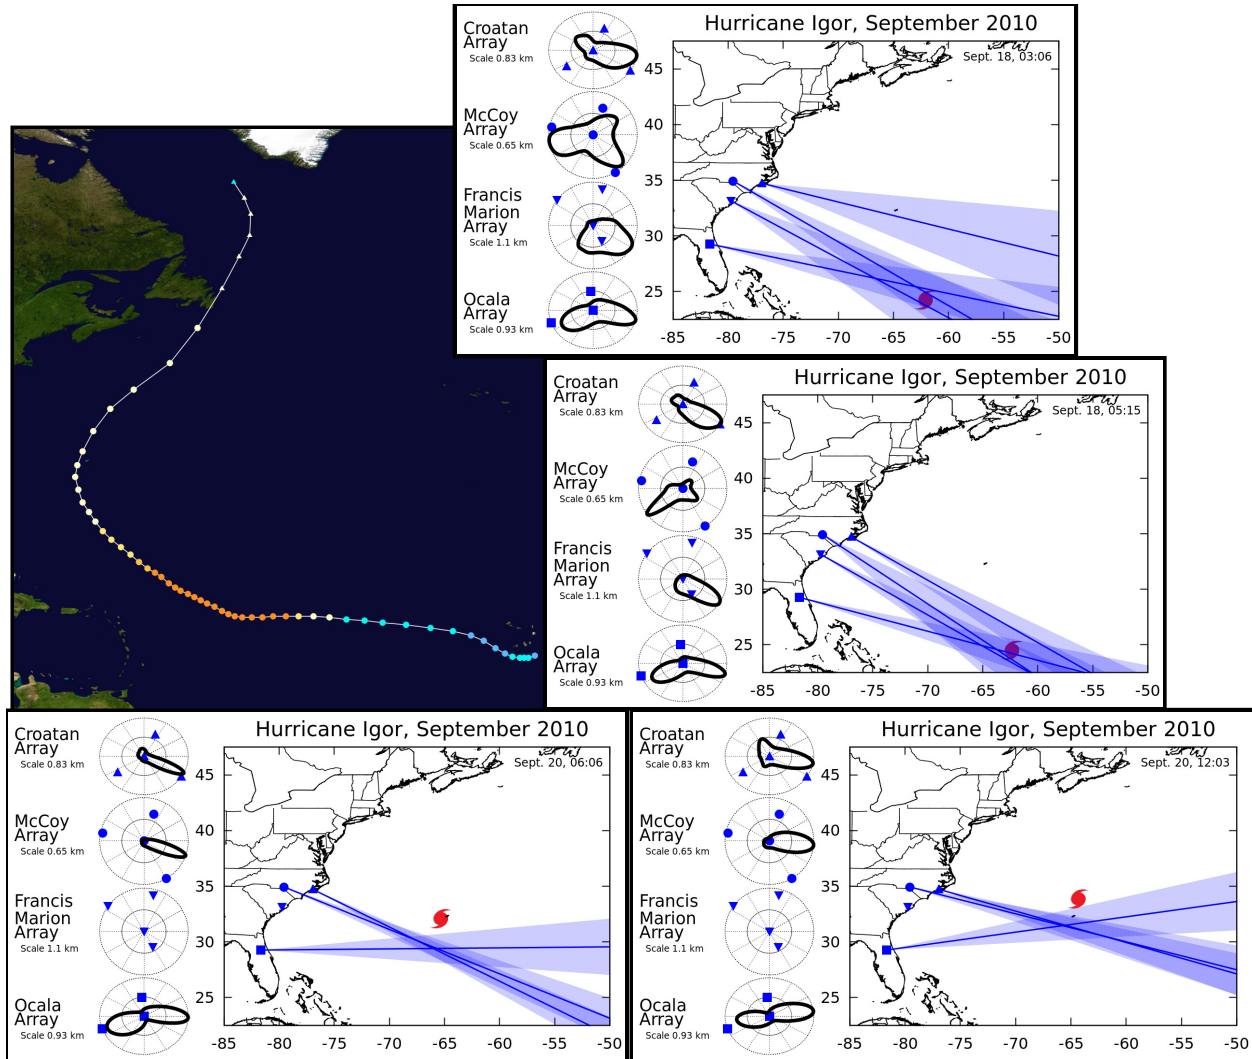 Hurricane Igor, September 2010
Croatan
Array
Scale 0.83 km
McCoy
Array
Scale 0.65 km
Francis
Marion
Array
Scale 1.1 km
Ocala
Array
Scale 0.93 km
Sept. 18, 03:06
45
40
35
30
25
-85 -80 -75 -70 -65 -60 -55 -50
Hurricane Igor, September 2010
Croatan
Array
Scale 0.83 km
McCoy
Array
Scale 0.65 km
Francis
Marion
Array
Scale 1.1 km
Ocala
Array
Scale 0.93 km
Sept. 18, 05:15
45
40
35
30
25
-85 -80 -75 -70 -65 -60 -55 -50
Hurricane Igor, September 2010
Croatan
Array
Scale 0.83 km
McCoy
Array
Scale 0.65 km
Francis
Marion
Array
Scale 1.1 km
Ocala
Array
Scale 0.93 km
Sept. 20, 06:06
45
40
35
30
25
-85 -80 -75 -70 -65 -60 -55 -50
Hurricane Igor, September 2010
Croatan
Array
Scale 0.83 km
McCoy
Array
Scale 0.65 km
Francis
Marion
Array
Scale 1.1 km
Ocala
Array
Scale 0.93 km
Sept. 20, 12:03
45
40
35
30
25
-85 -80 -75 -70 -65 -60 -55 -50